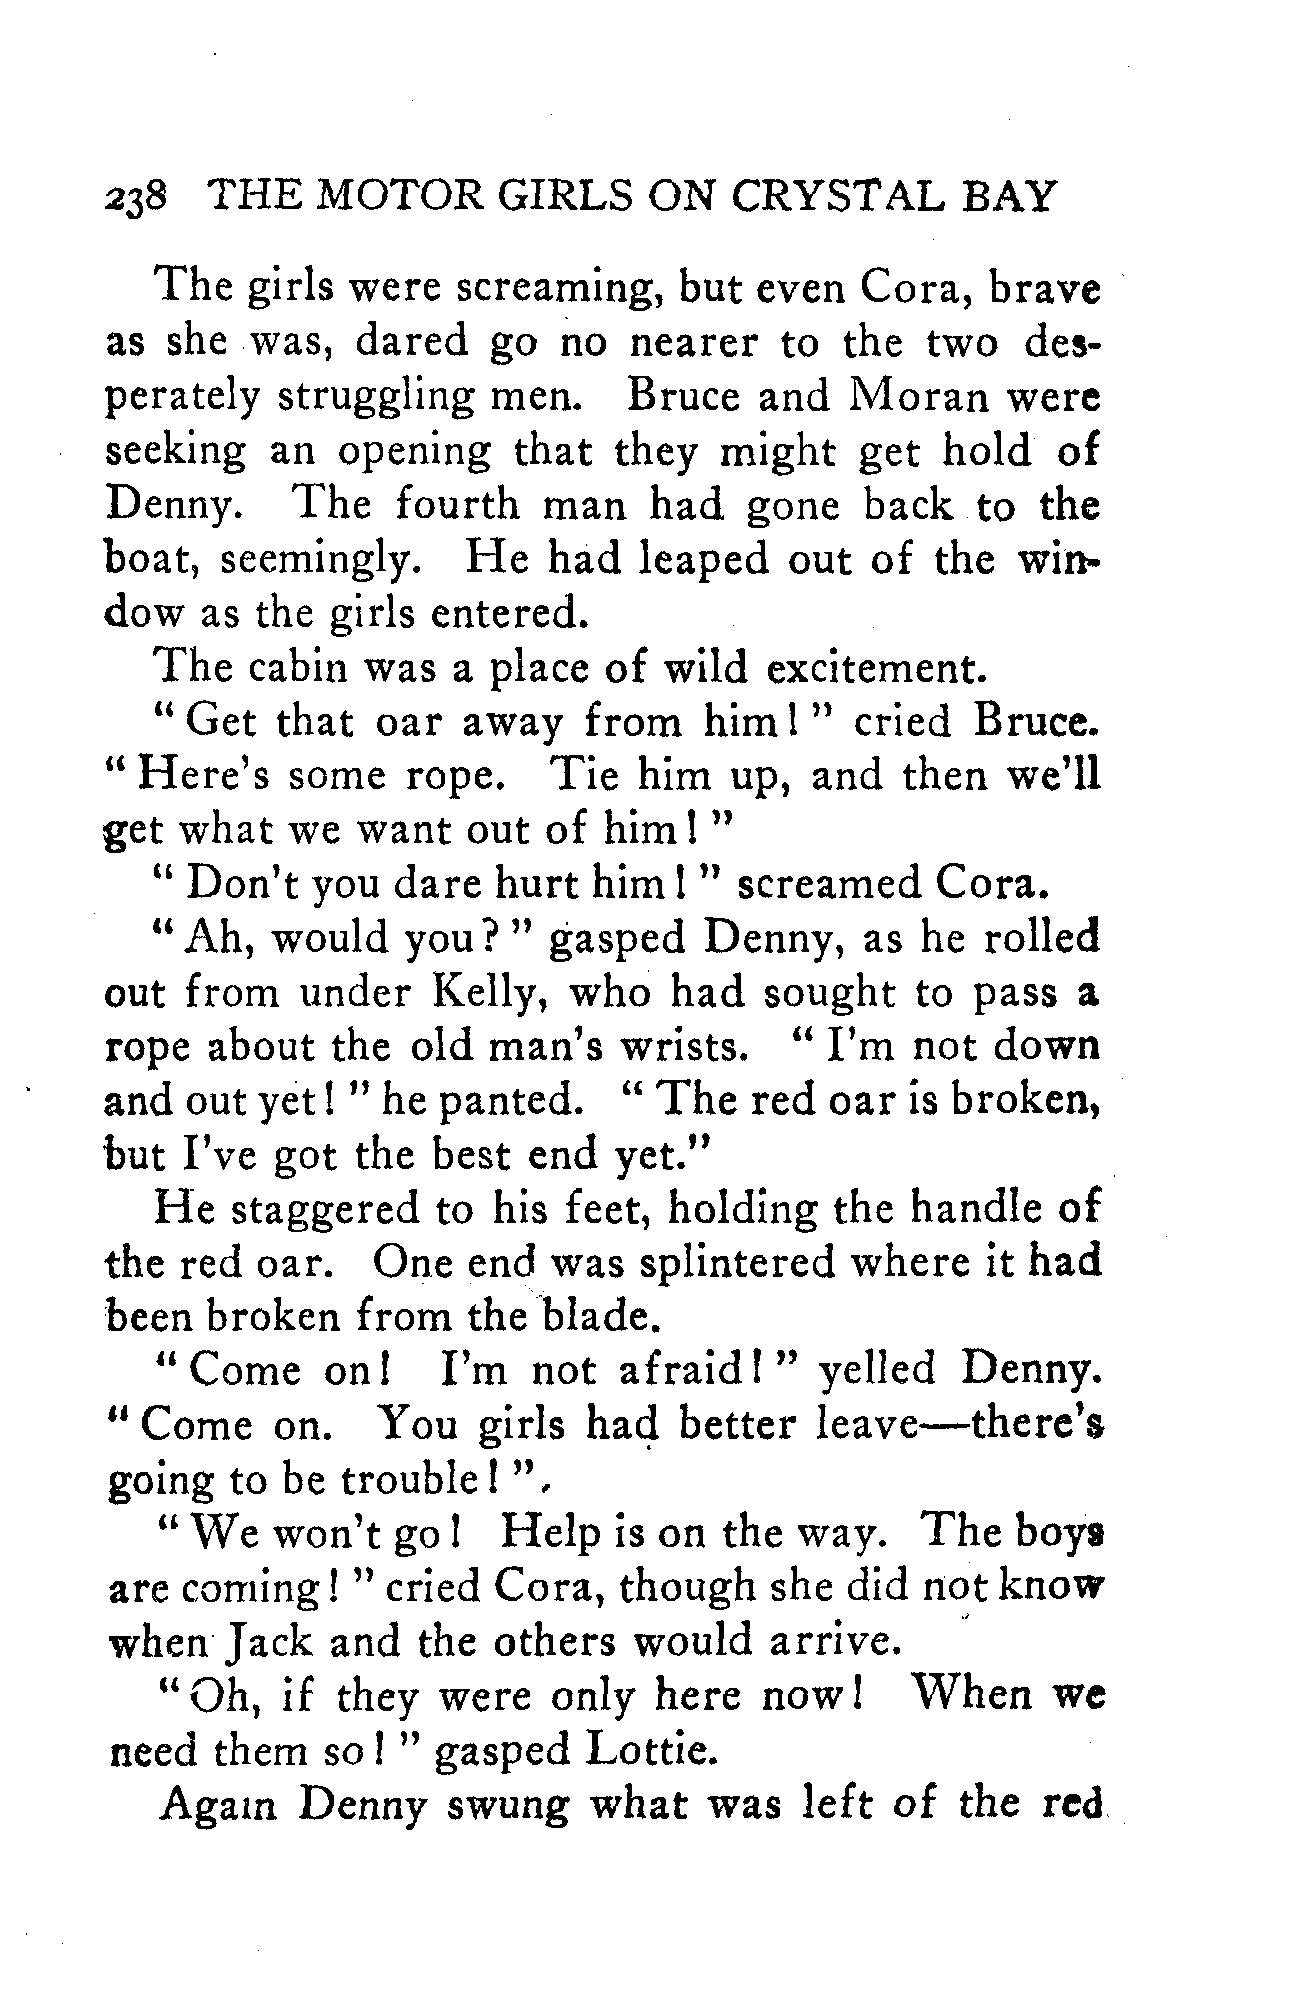 238 THE MOTOR GIRLS ON CRYSTAL BAY
The girls were screaming, but even Cora, brave
as she was, dared go no nearer to the two des-
perately struggling men. Bruce and Moran were
seeking an opening that they might get hold of
Denny. The fourth man had gone back to the
boat, seemingly. He had leaped out of the win-
dow as the girls entered.
The cabin was a place of wild excitement.
" Get that oar away from him! " cried Bruce.
" Here's some rope. Tie him up, and then we'll
get what we want out of him! "
" Don't you dare hurt him! " screamed Cora.
" Ah, would you? " gasped Denny, as he rolled
out from under Kelly, who had sought to pass a
rope about the old man's wrists. " I'm not down
and out yet! " he panted. " The red oar is broken,
but I've got the best end yet."
He staggered to his feet, holding the handle of
the red oar. One end was splintered where it had
been broken from the blade.
" Come on! I'm not afraid! " yelled Denny.
" Come on. You girls had better leave—there's
going to be trouble! ".
" We won't go! Help is on the way. The boys
are coming! " cried Cora, though she did not know
when Jack and the others would arrive.
" Oh, if they were only here now! When we
need them so! " gasped Lottie.
Again Denny swung what was left of the red